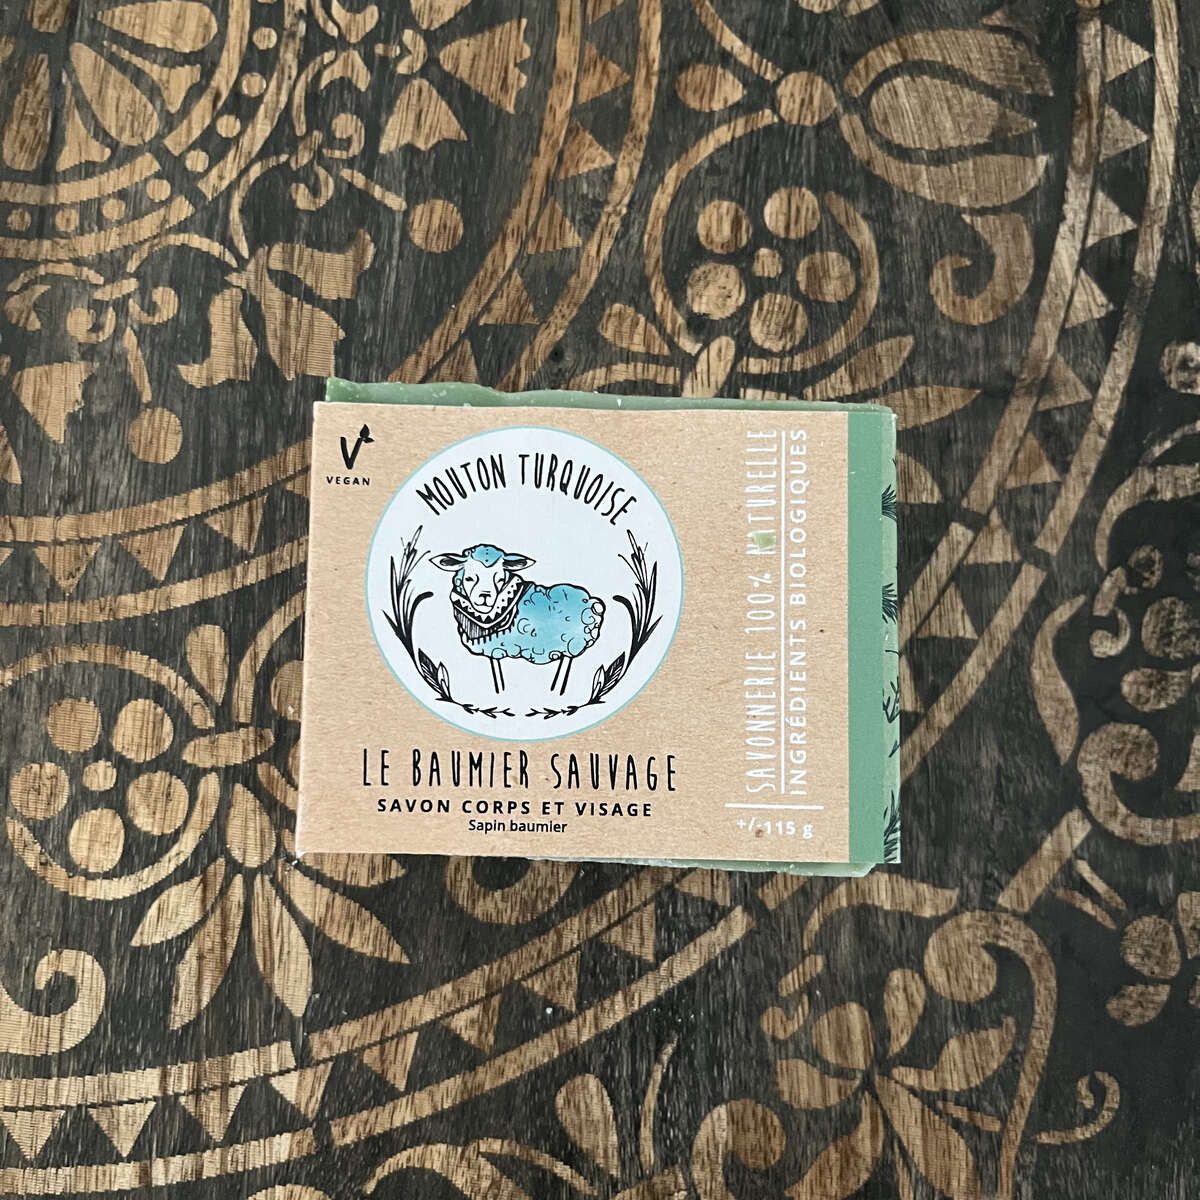 V
VEGAN
MOUTON TURQUOISE
LE BAUMIER SAUVAGE
SAVON CORPS ET VISAGE
Sapin baumier
SAVONNERIE 100% NATURELLE
INGRÉDIENTS BIOLOGIQUES
+/- 115 g